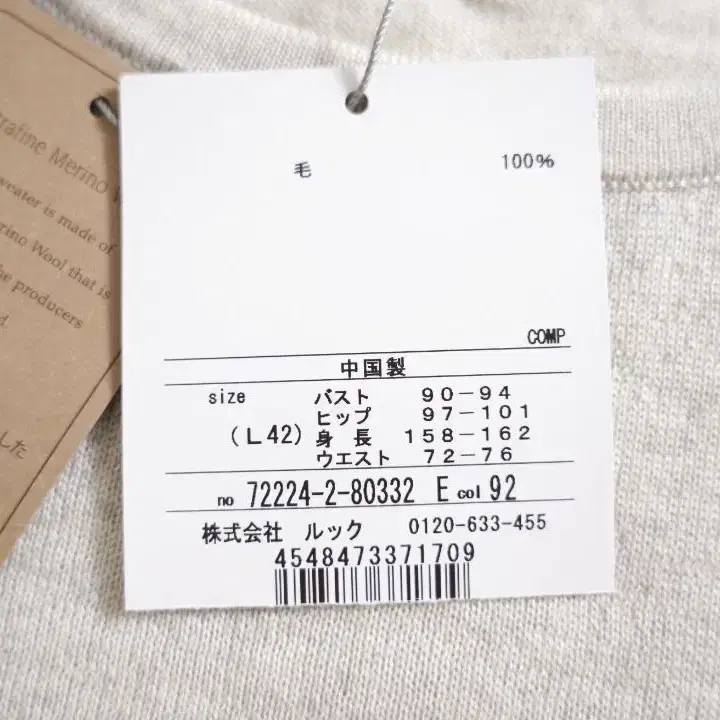 rafine Merino
weater is made of
rino Wool that is
he producers
した
毛 100%
COMP
中国製
size バスト 90-94
ヒップ 97-101
(L42) 身 長 158-162
ウエスト 72-76
no 72224-2-80332 E col 92
株式会社 ルック 0120-633-455
4548473371709